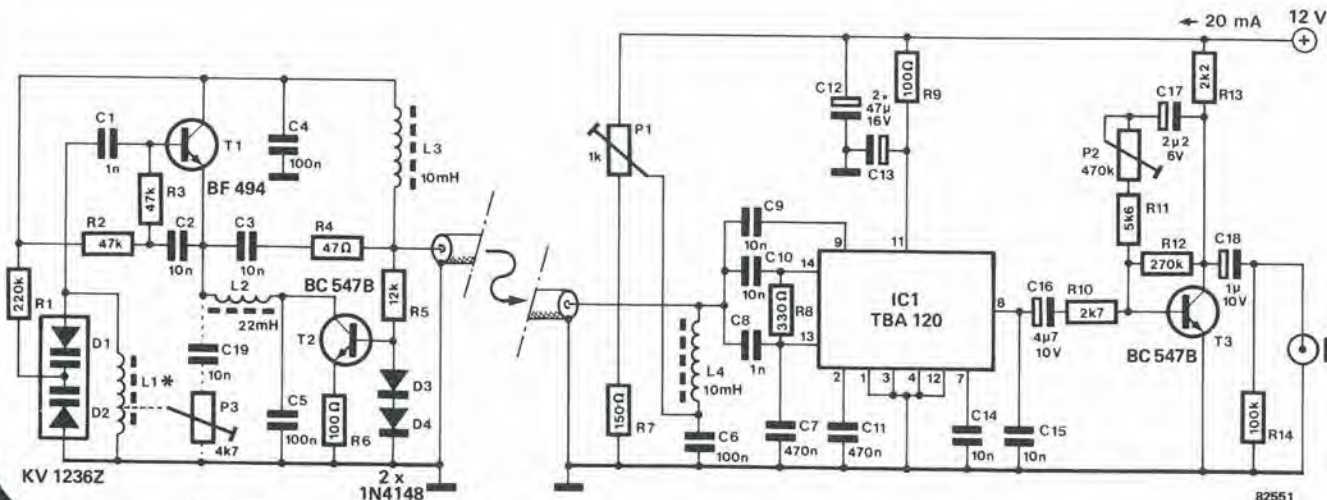 ← 20 mA
12 V
C1
1n
T1
BF 494
R3
47k
C4
100n
L3
10mH
R2
47k
C2
10n
C3
10n
R4
47Ω
R1
220k
L2
22mH
BC 547B
T2
R5
12k
D1
D2
L1*
C19
10n
P3
4k7
C5
100n
R6
100Ω
D3
D4
KV 1236Z
2 x
1N4148
P1
1k
R7
150Ω
L4
10mH
C6
100n
C9
10n
C10
10n
C8
1n
R8
330Ω
C7
470n
C12
2×
47µ
16V
C13
100Ω
R9
9
11
14
13
8
2
1
3
4
12
7
IC1
TBA 120
C11
470n
C14
10n
C15
10n
C16
4µ7
10V
R10
2k7
P2
470k
R11
5k6
C17
2µ2
6V
2k2
R13
R12
270k
C18
1µ
10V
BC 547B
T3
100k
R14
82551